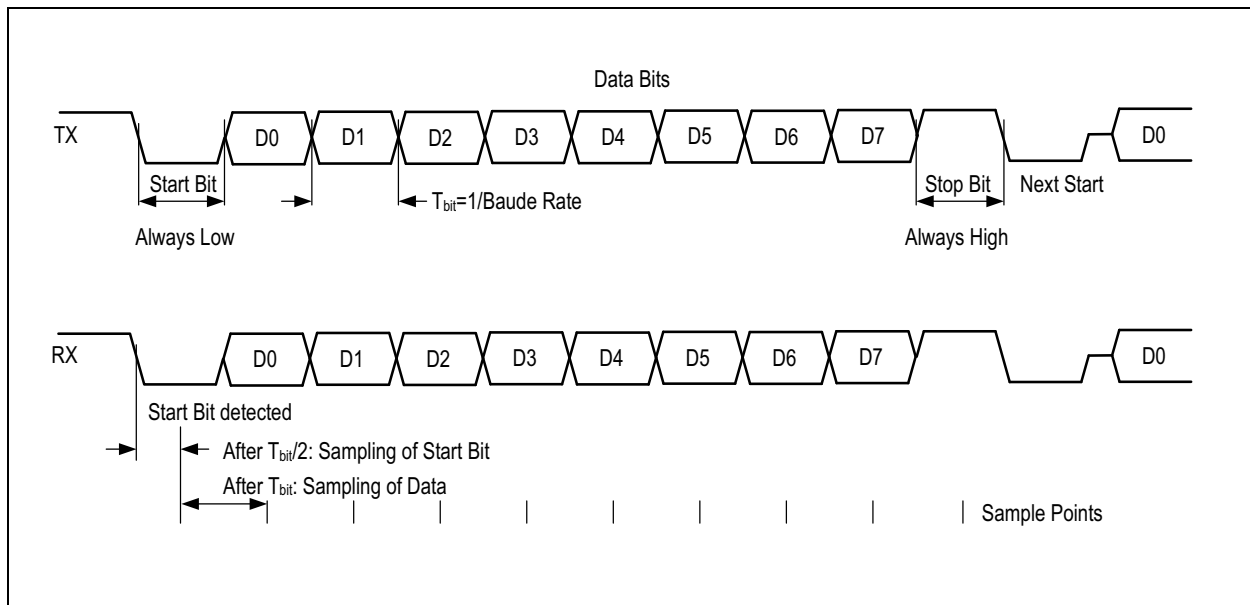 Data Bits
TX D0 D1 D2 D3 D4 D5 D6 D7 D0
Start Bit Stop Bit Next Start
Tbit=1/Baude Rate
Always Low Always High
RX D0 D1 D2 D3 D4 D5 D6 D7 D0
Start Bit detected
After Tbit/2: Sampling of Start Bit
After Tbit: Sampling of Data
Sample Points